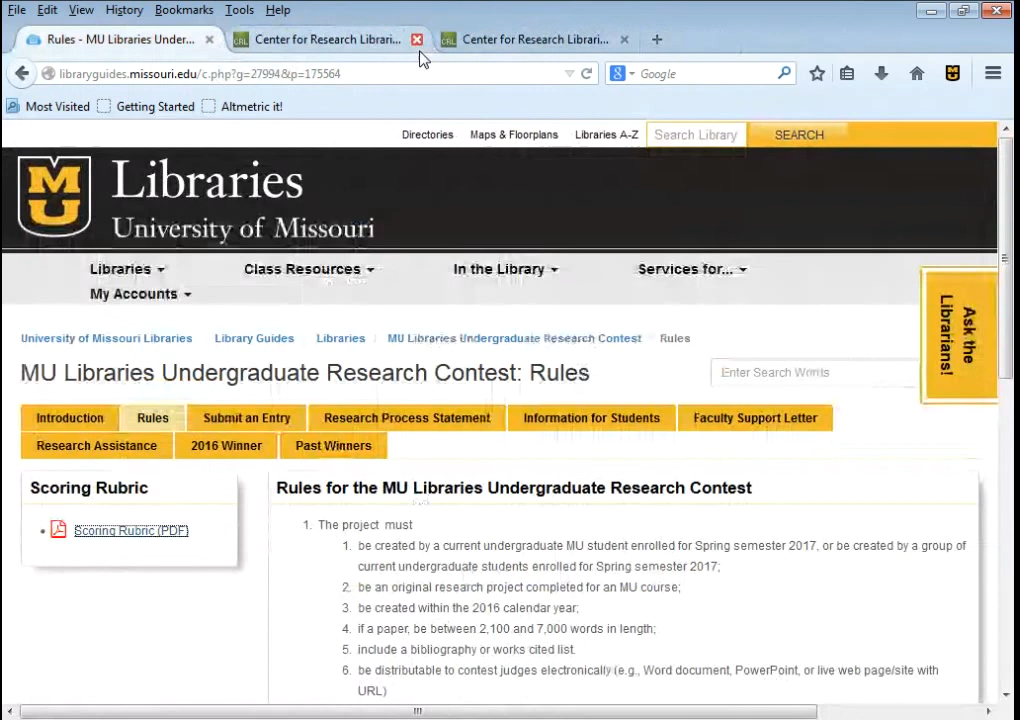 File Edit View History Bookmarks Tools Help
Rules - MU Libraries Under... CRL Center for Research Librari... CRL Center for Research Librari...
libraryguides.missouri.edu/c.php?g=27994&p=175564 8 Google
Most Visited Getting Started Altmetric it!
Directories Maps & Floorplans Libraries A-Z Search Library SEARCH
MU Libraries
University of Missouri
Libraries Class Resources In the Library Services for...
My Accounts
Ask the
Librarians!
University of Missouri Libraries Library Guides Libraries MU Libraries Undergraduate Research Contest Rules
MU Libraries Undergraduate Research Contest: Rules Enter Search Words
Introduction Rules Submit an Entry Research Process Statement Information for Students Faculty Support Letter
Research Assistance 2016 Winner Past Winners
Scoring Rubric
• Scoring Rubric (PDF)
Rules for the MU Libraries Undergraduate Research Contest
1. The project must
1. be created by a current undergraduate MU student enrolled for Spring semester 2017, or be created by a group of
current undergraduate students enrolled for Spring semester 2017;
2. be an original research project completed for an MU course;
3. be created within the 2016 calendar year;
4. if a paper, be between 2,100 and 7,000 words in length;
5. include a bibliography or works cited list.
6. be distributable to contest judges electronically (e.g., Word document, PowerPoint, or live web page/site with
URL)